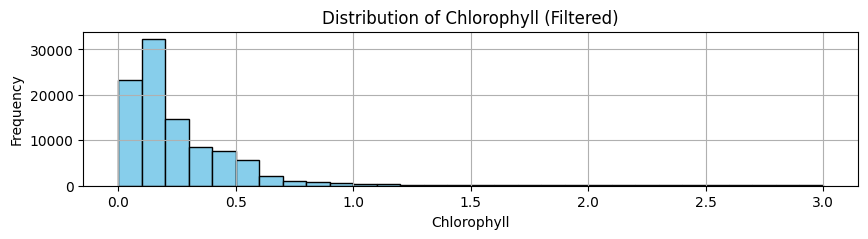 Distribution of Chlorophyll (Filtered)
Frequency
30000
20000
10000
0
0.0 0.5 1.0 1.5 2.0 2.5 3.0
Chlorophyll